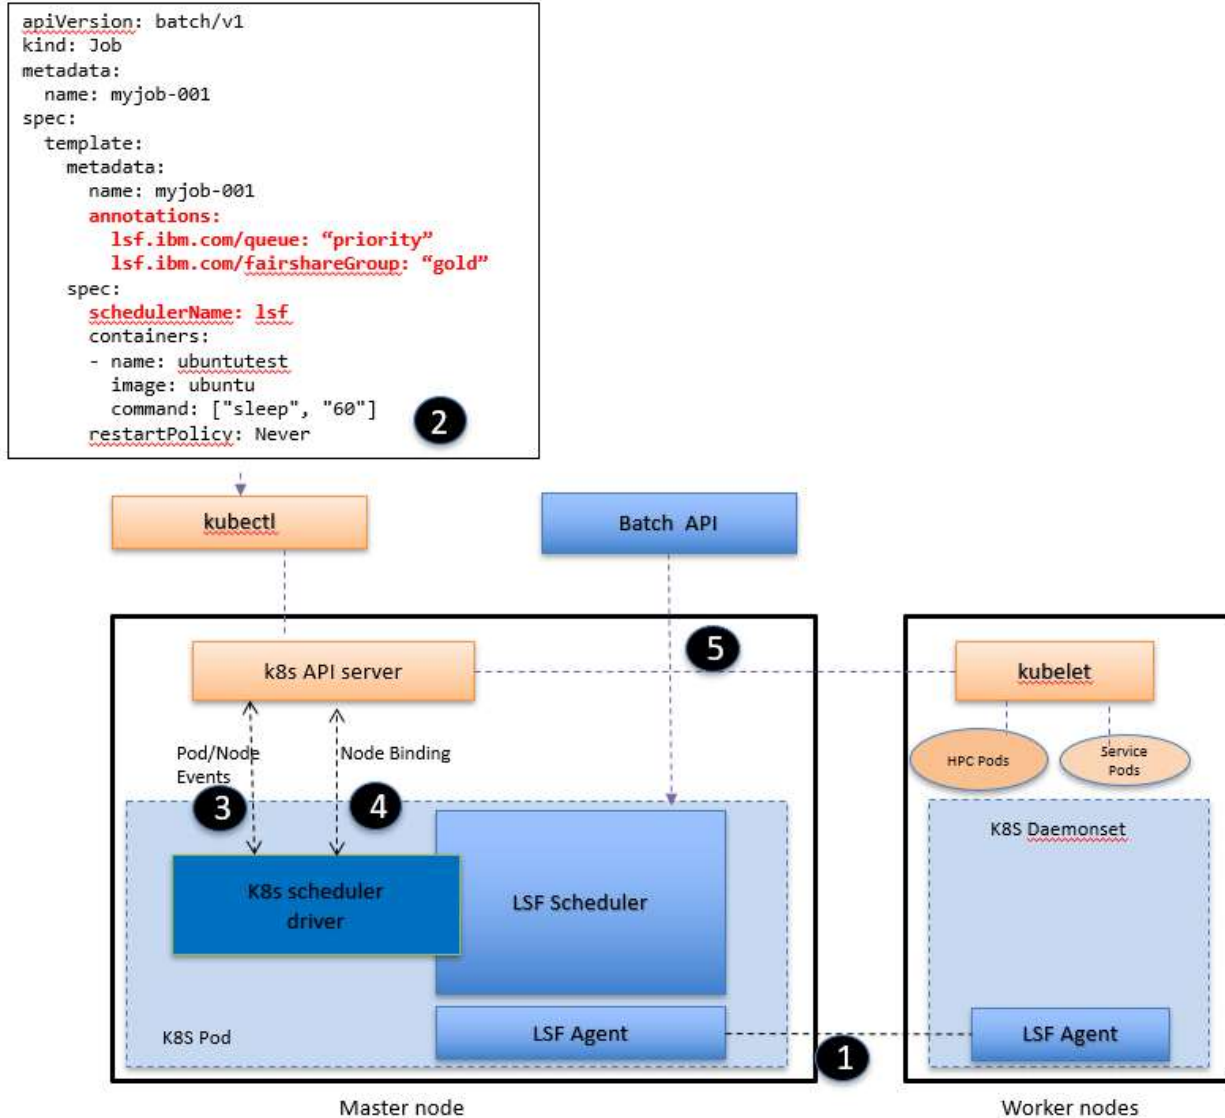 apiVersion: batch/v1
kind: Job
metadata:
  name: myjob-001
spec:
  template:
    metadata:
      name: myjob-001
      annotations:
        lsf.ibm.com/queue: “priority”
        lsf.ibm.com/fairshareGroup: “gold”
    spec:
      schedulerName: lsf
      containers:
      - name: ubuntutest
        image: ubuntu
        command: ["sleep", "60"]
      restartPolicy: Never
2
kubectl
Batch API
5
k8s API server
kubelet
Pod/Node
Events
Node Binding
HPC Pods
Service
Pods
3
4
K8S Daemonset
K8s scheduler
driver
LSF Scheduler
K8S Pod
LSF Agent
LSF Agent
1
Master node
Worker nodes